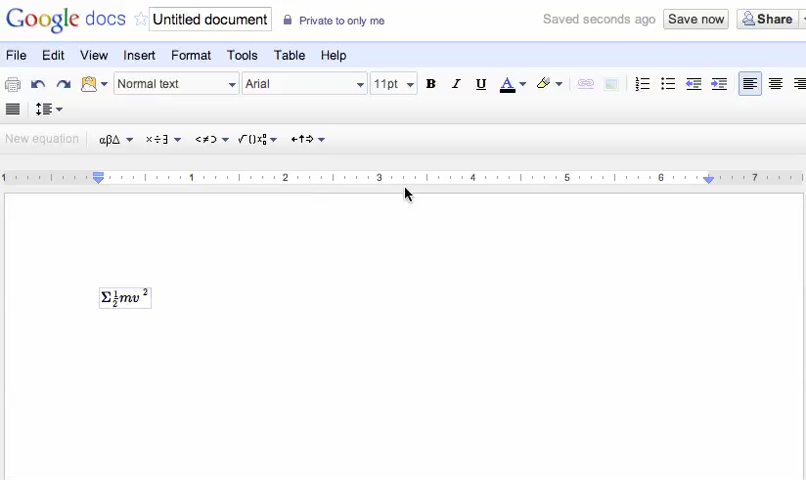 Google docs Untitled document Private to only me Saved seconds ago Save now Share
File Edit View Insert Format Tools Table Help
Normal text Arial 11pt B I U A
New equation αβΔ ×÷∃ <≠⊃ √()x ←↑⇒
1 1 2 3 4 5 6 7
Σ½mv²